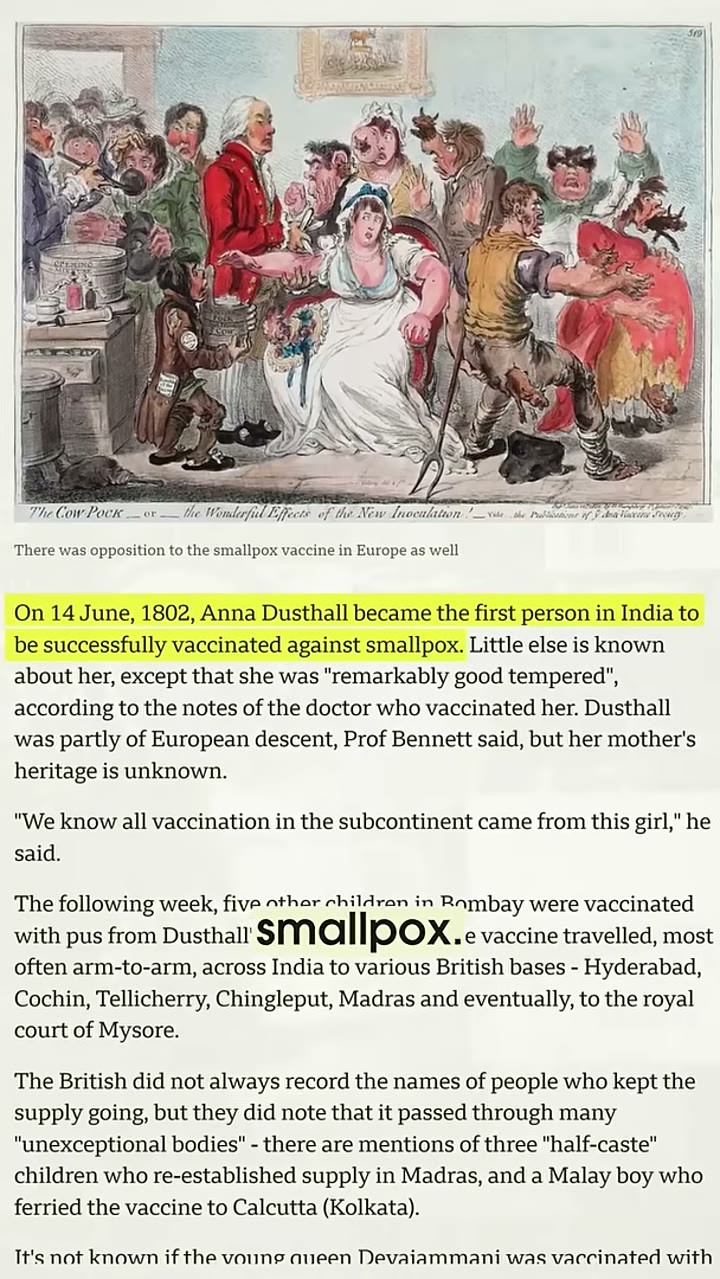 519
OPENING
The COW POCK — or — the Wonderful Effects of the New Inoculation! — Vide. the Publications of ye Anti Vaccine Society.
There was opposition to the smallpox vaccine in Europe as well
On 14 June, 1802, Anna Dusthall became the first person in India to
be successfully vaccinated against smallpox. Little else is known
about her, except that she was "remarkably good tempered",
according to the notes of the doctor who vaccinated her. Dusthall
was partly of European descent, Prof Bennett said, but her mother's
heritage is unknown.
"We know all vaccination in the subcontinent came from this girl," he
said.
The following week, five other children in Bombay were vaccinated
with pus from Dusthall' smallpox. e vaccine travelled, most
often arm-to-arm, across India to various British bases - Hyderabad,
Cochin, Tellicherry, Chingleput, Madras and eventually, to the royal
court of Mysore.
The British did not always record the names of people who kept the
supply going, but they did note that it passed through many
"unexceptional bodies" - there are mentions of three "half-caste"
children who re-established supply in Madras, and a Malay boy who
ferried the vaccine to Calcutta (Kolkata).
It's not known if the young queen Devajammani was vaccinated with